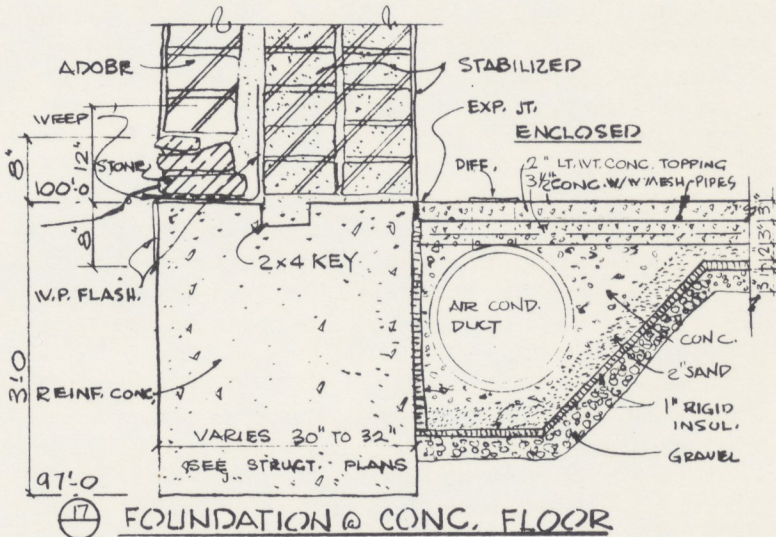 ADOBE
STABILIZED
WEEP
EXP. JT.
ENCLOSED
8"
12"
STONE
DIFF.
2" LT. WT. CONC. TOPPING
3½" CONC. W/ W MESH - PIPES
100'-0
8"
2x4 KEY
W.P. FLASH.
AIR COND.
DUCT
CONC.
2" SAND
1" RIGID
INSUL.
GRAVEL
3'-0
REINF. CONC.
VARIES 30" TO 32"
(SEE STRUCT. PLANS
97'-0
17 FOUNDATION @ CONC. FLOOR